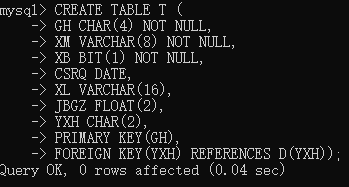 mysql> CREATE TABLE T (
    -> GH CHAR(4) NOT NULL,
    -> XM VARCHAR(8) NOT NULL,
    -> XB BIT(1) NOT NULL,
    -> CSRQ DATE,
    -> XL VARCHAR(16),
    -> JBGZ FLOAT(2),
    -> YXH CHAR(2),
    -> PRIMARY KEY(GH),
    -> FOREIGN KEY(YXH) REFERENCES D(YXH));
Query OK, 0 rows affected (0.04 sec)